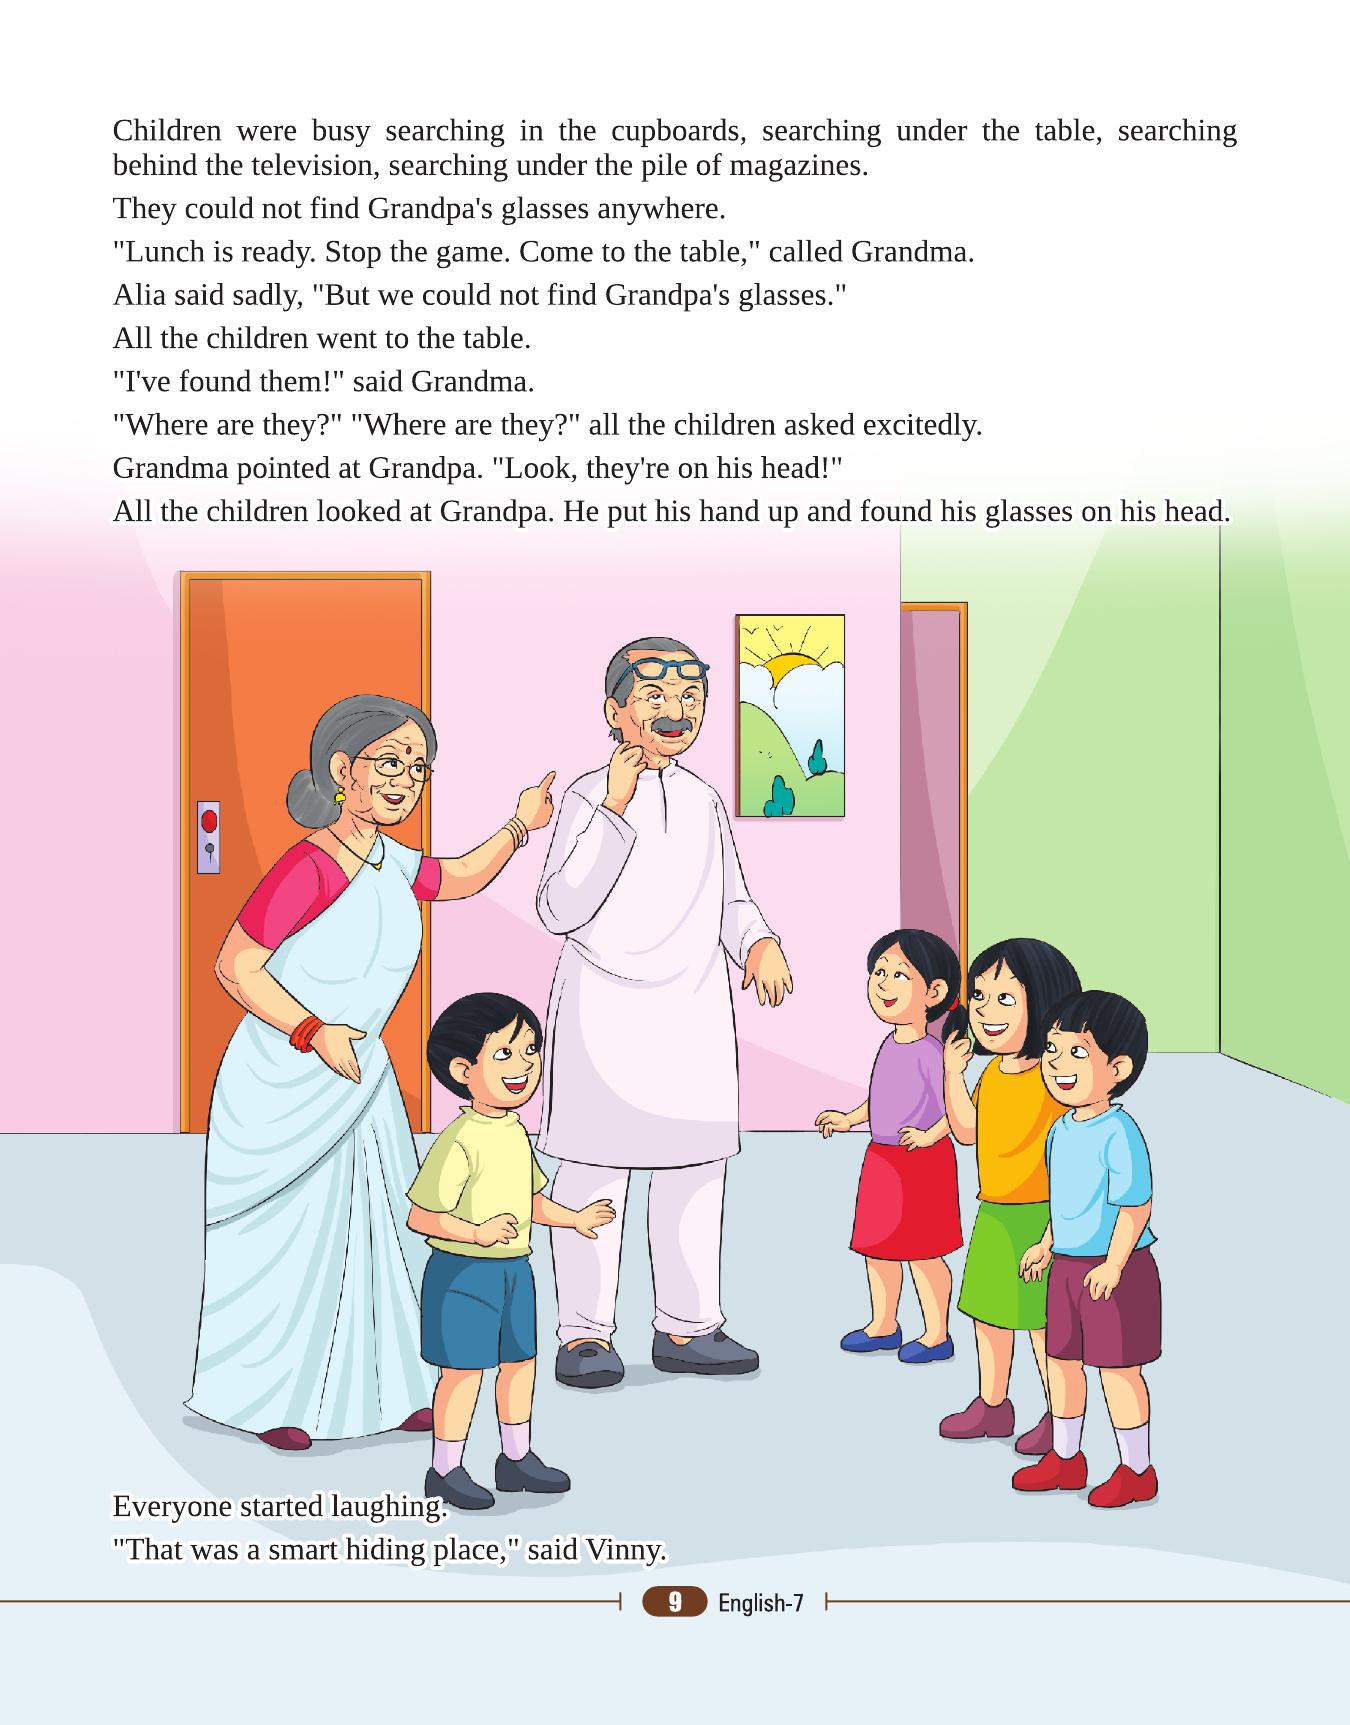 Children were busy searching in the cupboards, searching under the table, searching
behind the television, searching under the pile of magazines.
They could not find Grandpa's glasses anywhere.
"Lunch is ready. Stop the game. Come to the table," called Grandma.
Alia said sadly, "But we could not find Grandpa's glasses."
All the children went to the table.
"I've found them!" said Grandma.
"Where are they?" "Where are they?" all the children asked excitedly.
Grandma pointed at Grandpa. "Look, they're on his head!"
All the children looked at Grandpa. He put his hand up and found his glasses on his head.
Everyone started laughing.
"That was a smart hiding place," said Vinny.
9 English-7